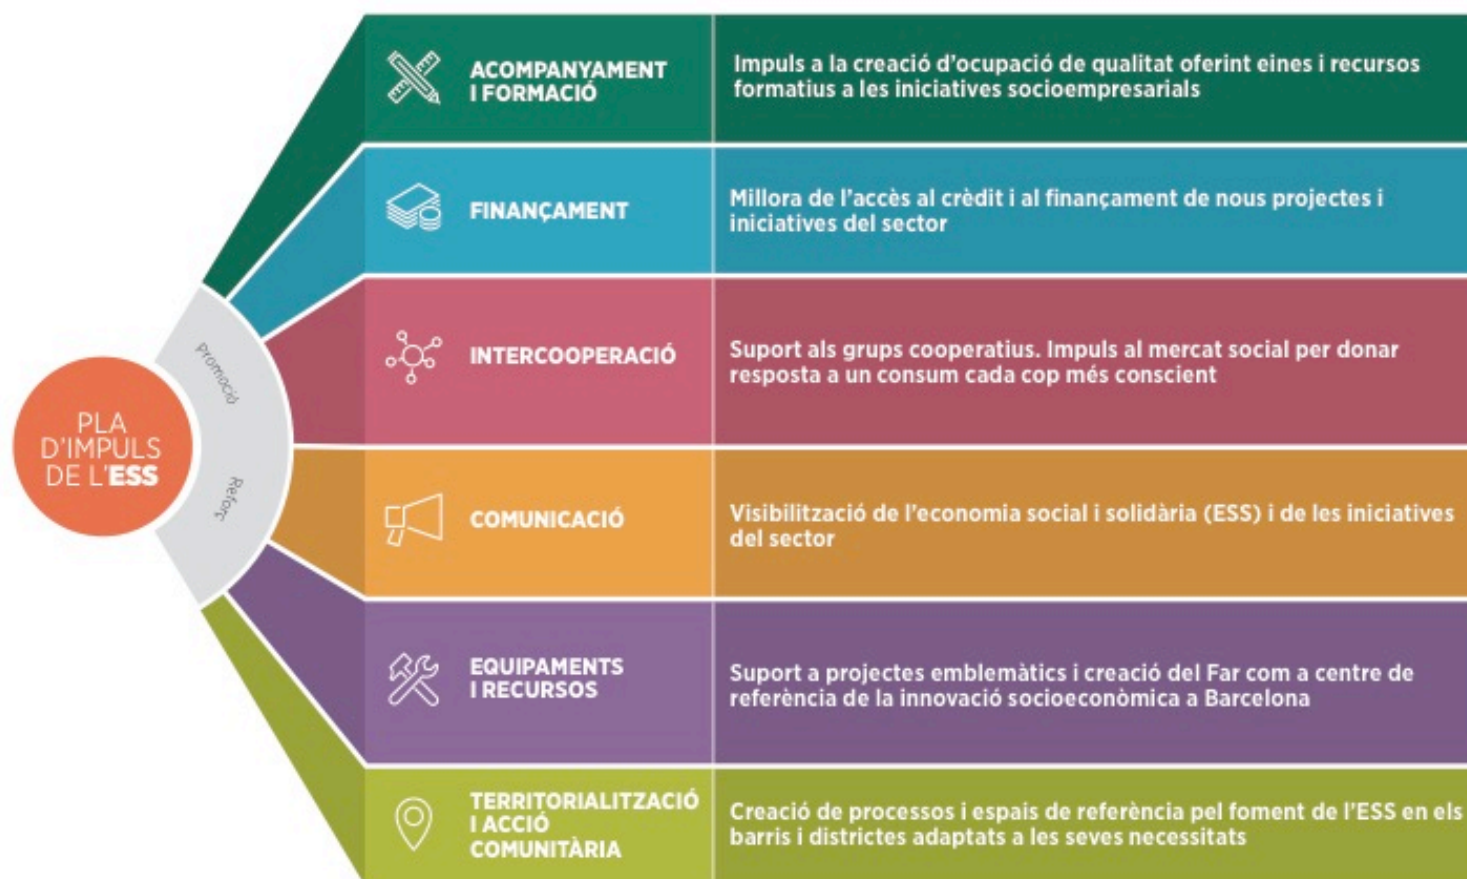 PLA
D'IMPULS
DE L'ESS
Promoció
Reforç
ACOMPANYAMENT
I FORMACIÓ
Impuls a la creació d'ocupació de qualitat oferint eines i recursos
formatius a les iniciatives socioempresarials
FINANÇAMENT
Millora de l'accès al crèdit i al finançament de nous projectes i
iniciatives del sector
INTERCOOPERACIÓ
Suport als grups cooperatius. Impuls al mercat social per donar
resposta a un consum cada cop més conscient
COMUNICACIÓ
Visibilització de l'economia social i solidària (ESS) i de les iniciatives
del sector
EQUIPAMENTS
I RECURSOS
Suport a projectes emblemàtics i creació del Far com a centre de
referència de la innovació socioeconòmica a Barcelona
TERRITORIALITZACIÓ
I ACCIÓ
COMUNITÀRIA
Creació de processos i espais de referència pel foment de l'ESS en els
barris i districtes adaptats a les seves necessitats